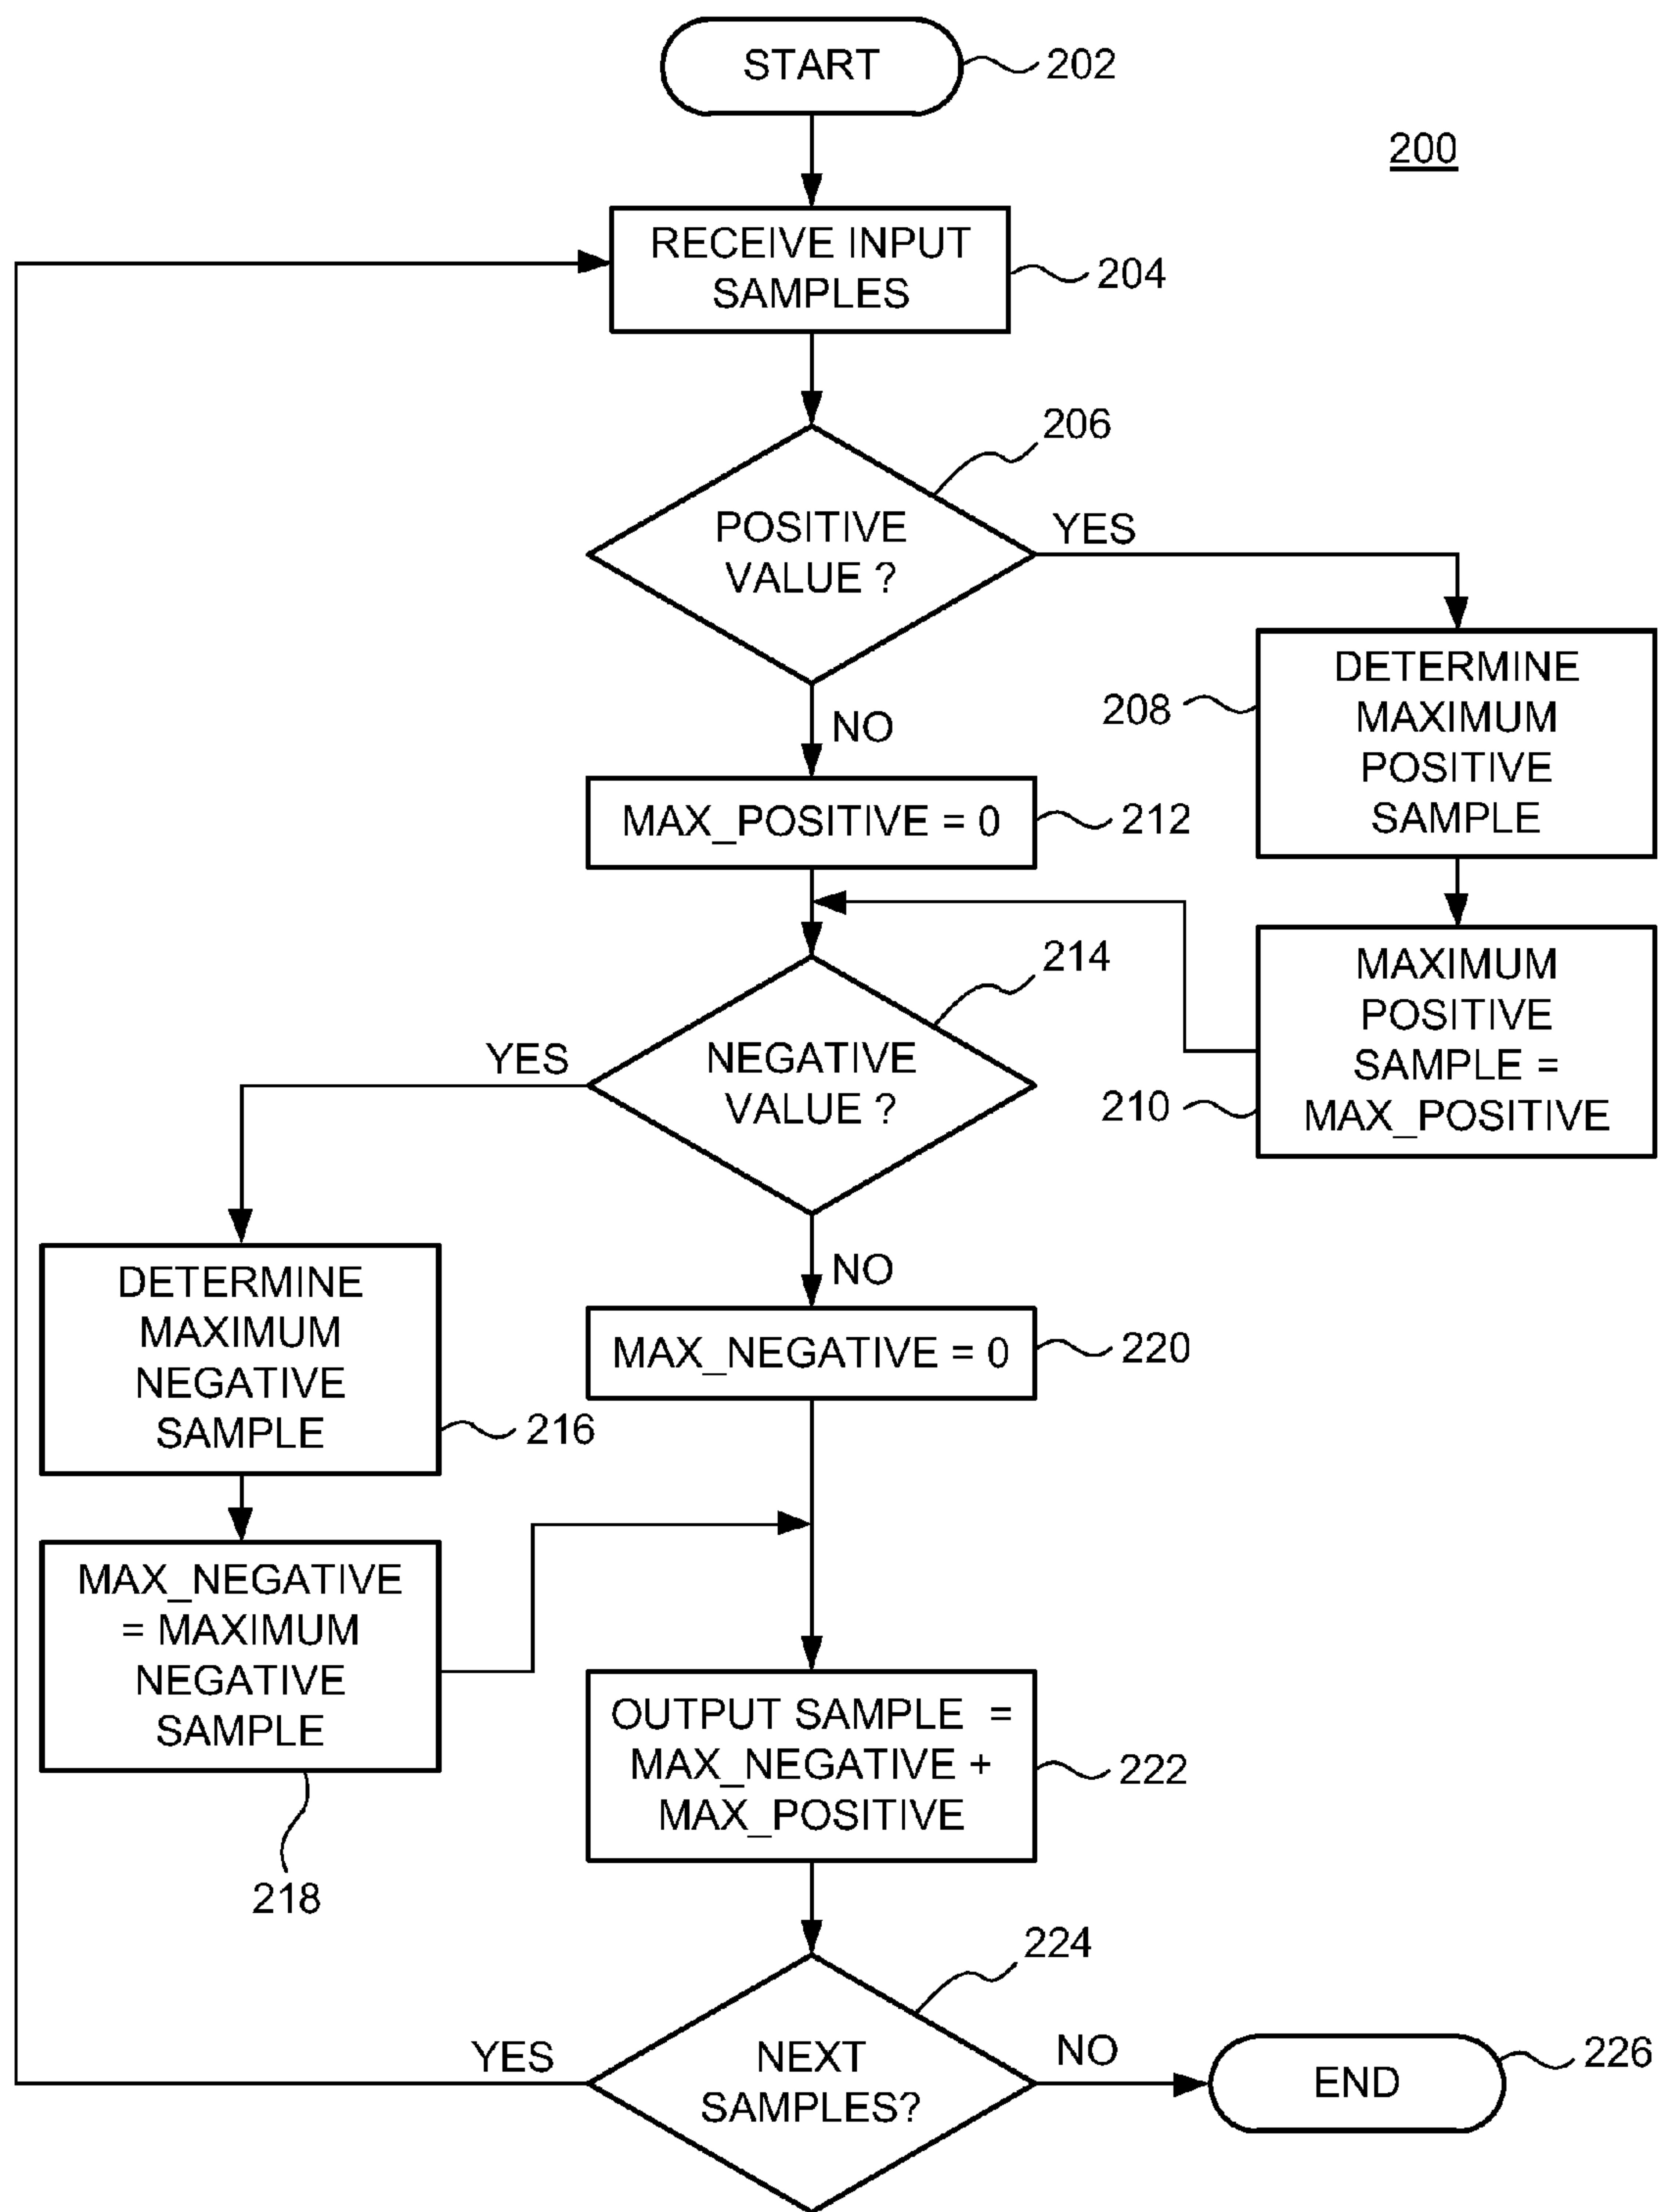 START
202
200
RECEIVE INPUT
SAMPLES
204
206
POSITIVE
VALUE ?
YES
NO
DETERMINE
MAXIMUM
POSITIVE
SAMPLE
208
MAX_POSITIVE = 0
212
214
MAXIMUM
POSITIVE
SAMPLE =
MAX_POSITIVE
210
NEGATIVE
VALUE ?
YES
NO
DETERMINE
MAXIMUM
NEGATIVE
SAMPLE
216
MAX_NEGATIVE = 0
220
MAX_NEGATIVE
= MAXIMUM
NEGATIVE
SAMPLE
218
OUTPUT SAMPLE =
MAX_NEGATIVE +
MAX_POSITIVE
222
224
NEXT
SAMPLES?
YES
NO
END
226